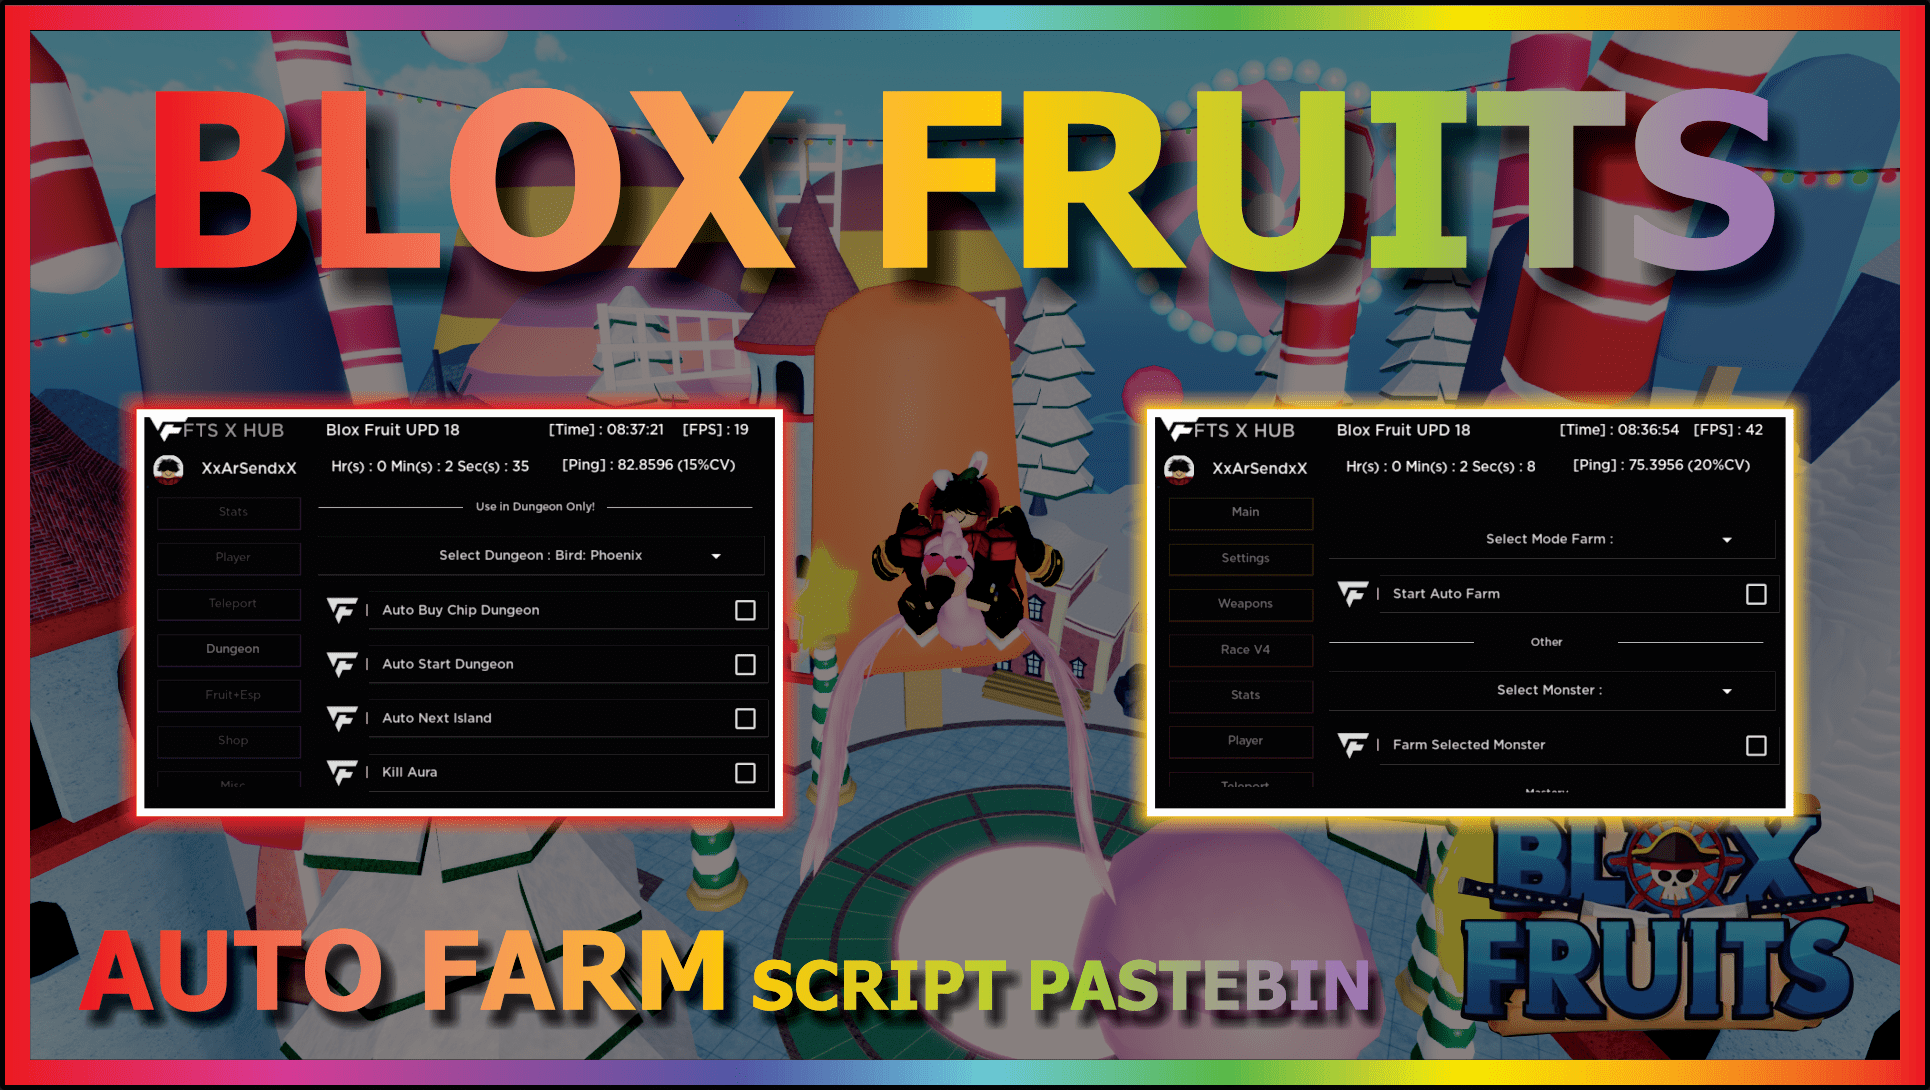 BLOX FRUITS
FTS X HUB
Blox Fruit UPD 18
[Time] : 08:37:21
[FPS] : 19
XxArSendxX
Hr(s) : 0 Min(s) : 2 Sec(s) : 35
[Ping] : 82.8596 (15%CV)
Stats
Player
Teleport
Dungeon
Fruit+Esp
Shop
Misc
Use in Dungeon Only!
Select Dungeon : Bird: Phoenix
| Auto Buy Chip Dungeon
| Auto Start Dungeon
| Auto Next Island
| Kill Aura
FTS X HUB
Blox Fruit UPD 18
[Time] : 08:36:54
[FPS] : 42
XxArSendxX
Hr(s) : 0 Min(s) : 2 Sec(s) : 8
[Ping] : 75.3956 (20%CV)
Main
Settings
Weapons
Race V4
Stats
Player
Teleport
Select Mode Farm :
| Start Auto Farm
Other
Select Monster :
| Farm Selected Monster
Mastery
AUTO FARM SCRIPT PASTEBIN
BLOX
FRUITS